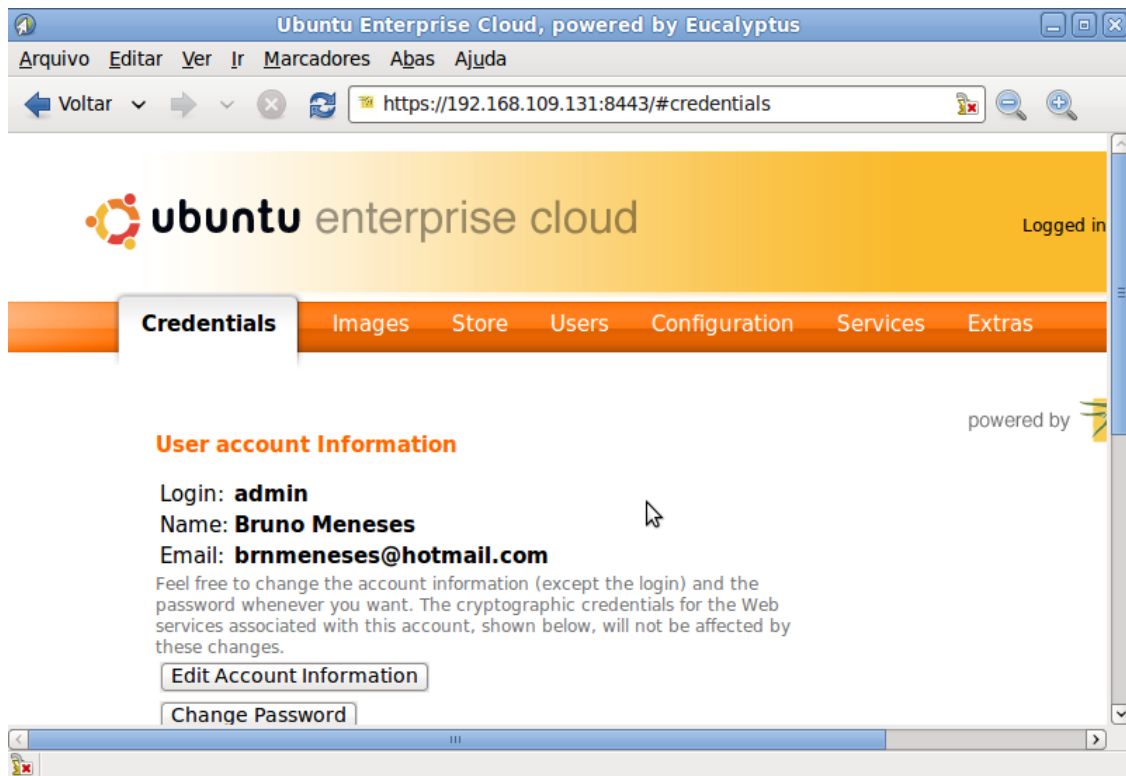 Ubuntu Enterprise Cloud, powered by Eucalyptus
Arquivo Editar Ver Ir Marcadores Abas Ajuda
Voltar https://192.168.109.131:8443/#credentials
ubuntu enterprise cloud
Logged in
Credentials Images Store Users Configuration Services Extras
powered by
User account Information
Login: admin
Name: Bruno Meneses
Email: brnmeneses@hotmail.com
Feel free to change the account information (except the login) and the
password whenever you want. The cryptographic credentials for the Web
services associated with this account, shown below, will not be affected by
these changes.
Edit Account Information
Change Password